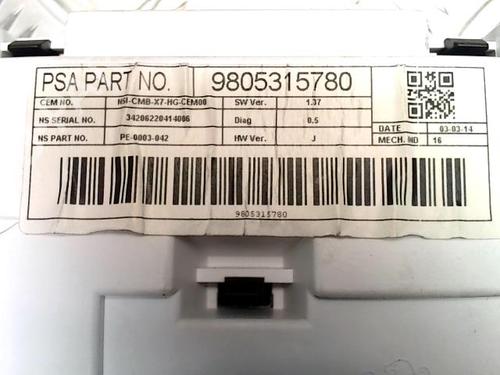 PSA PART NO. 9805315780
CEM NO. NSI-CMB-X7-HG-CEM00 SW Ver. 1.37
NS SERIAL NO. 34206220414006 Diag 0.5
NS PART NO. PE-0003-042 HW Ver. J
DATE 03-03-14
MECH. IND 16
9805315780